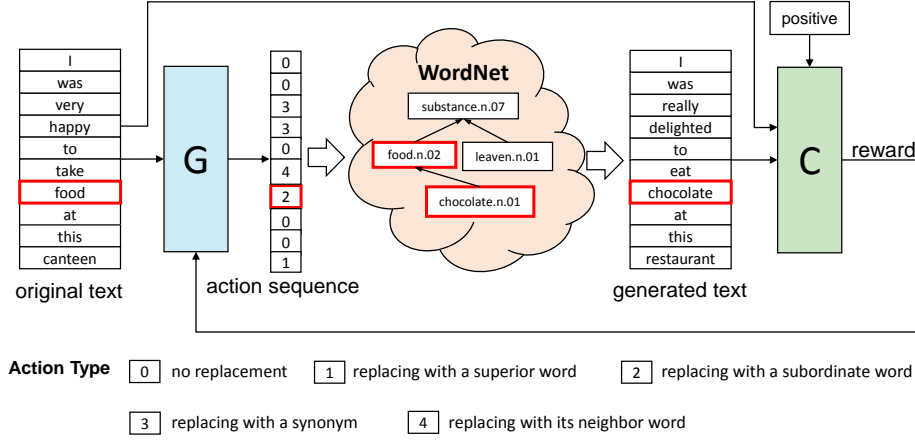 I
was
very
happy
to
take
food
at
this
canteen
original text
G
0
0
3
3
0
4
2
0
0
1
action sequence
WordNet
substance.n.07
food.n.02
leaven.n.01
chocolate.n.01
I
was
really
delighted
to
eat
chocolate
at
this
restaurant
generated text
positive
C
reward
Action Type
0 no replacement
1 replacing with a superior word
2 replacing with a subordinate word
3 replacing with a synonym
4 replacing with its neighbor word